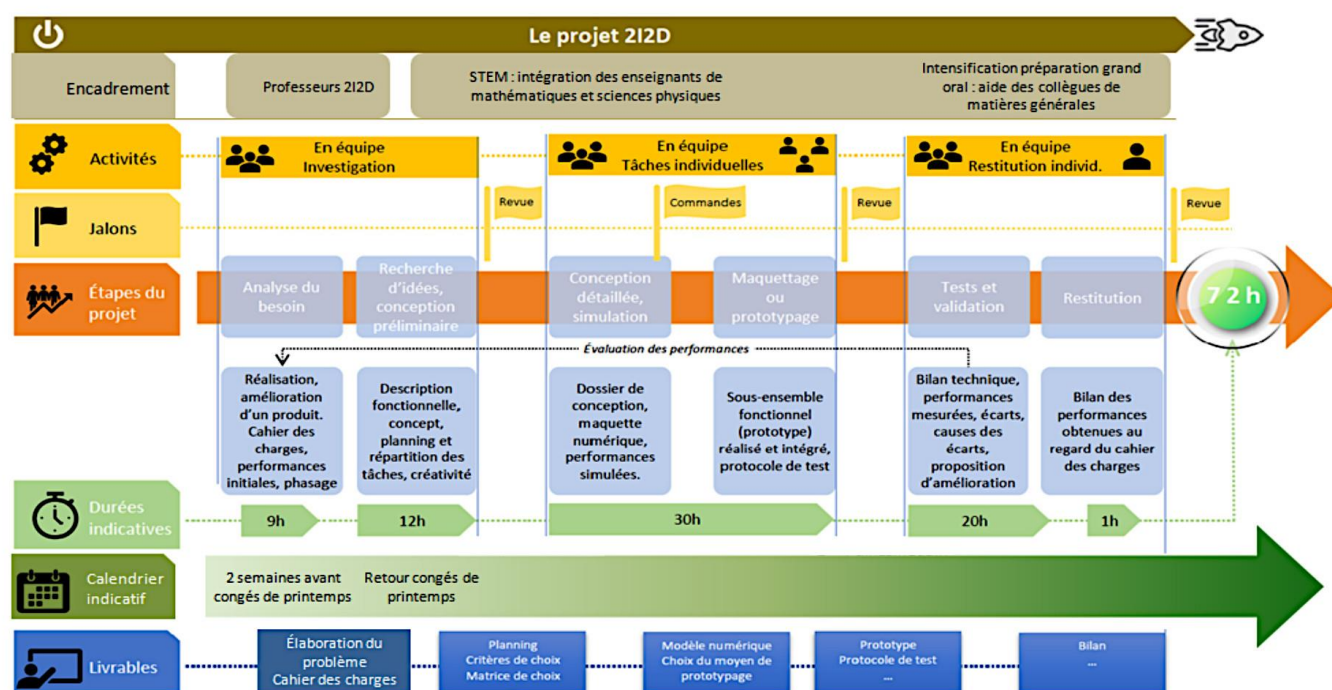 Le projet 2I2D
Encadrement
Professeurs 2I2D
STEM : intégration des enseignants de
mathématiques et sciences physiques
Intensification préparation grand
oral : aide des collègues de
matières générales
Activités
En équipe
Investigation
En équipe
Tâches individuelles
En équipe
Restitution individ.
Jalons
Revue
Commandes
Revue
Revue
Étapes du
projet
Analyse du
besoin
Recherche
d'idées,
conception
préliminaire
Conception
détaillée,
simulation
Maquettage
ou
prototypage
Tests et
validation
Restitution
72h
Évaluation des performances
Réalisation,
amélioration
d'un produit.
Cahier des
charges,
performances
initiales, phasage
Description
fonctionnelle,
concept,
planning et
répartition des
tâches, créativité
Dossier de
conception,
maquette
numérique,
performances
simulées.
Sous-ensemble
fonctionnel
(prototype)
réalisé et intégré,
protocole de test
Bilan technique,
performances
mesurées, écarts,
causes des
écarts,
proposition
d'amélioration
Bilan des
performances
obtenues au
regard du cahier
des charges
Durées
indicatives
9h
12h
30h
20h
1h
Calendrier
indicatif
2 semaines avant
congés de printemps
Retour congés de
printemps
Livrables
Élaboration du
problème
Cahier des charges
Planning
Critères de choix
Matrice de choix
Modèle numérique
Choix du moyen de
prototypage
Prototype
Protocole de test
...
Bilan
...